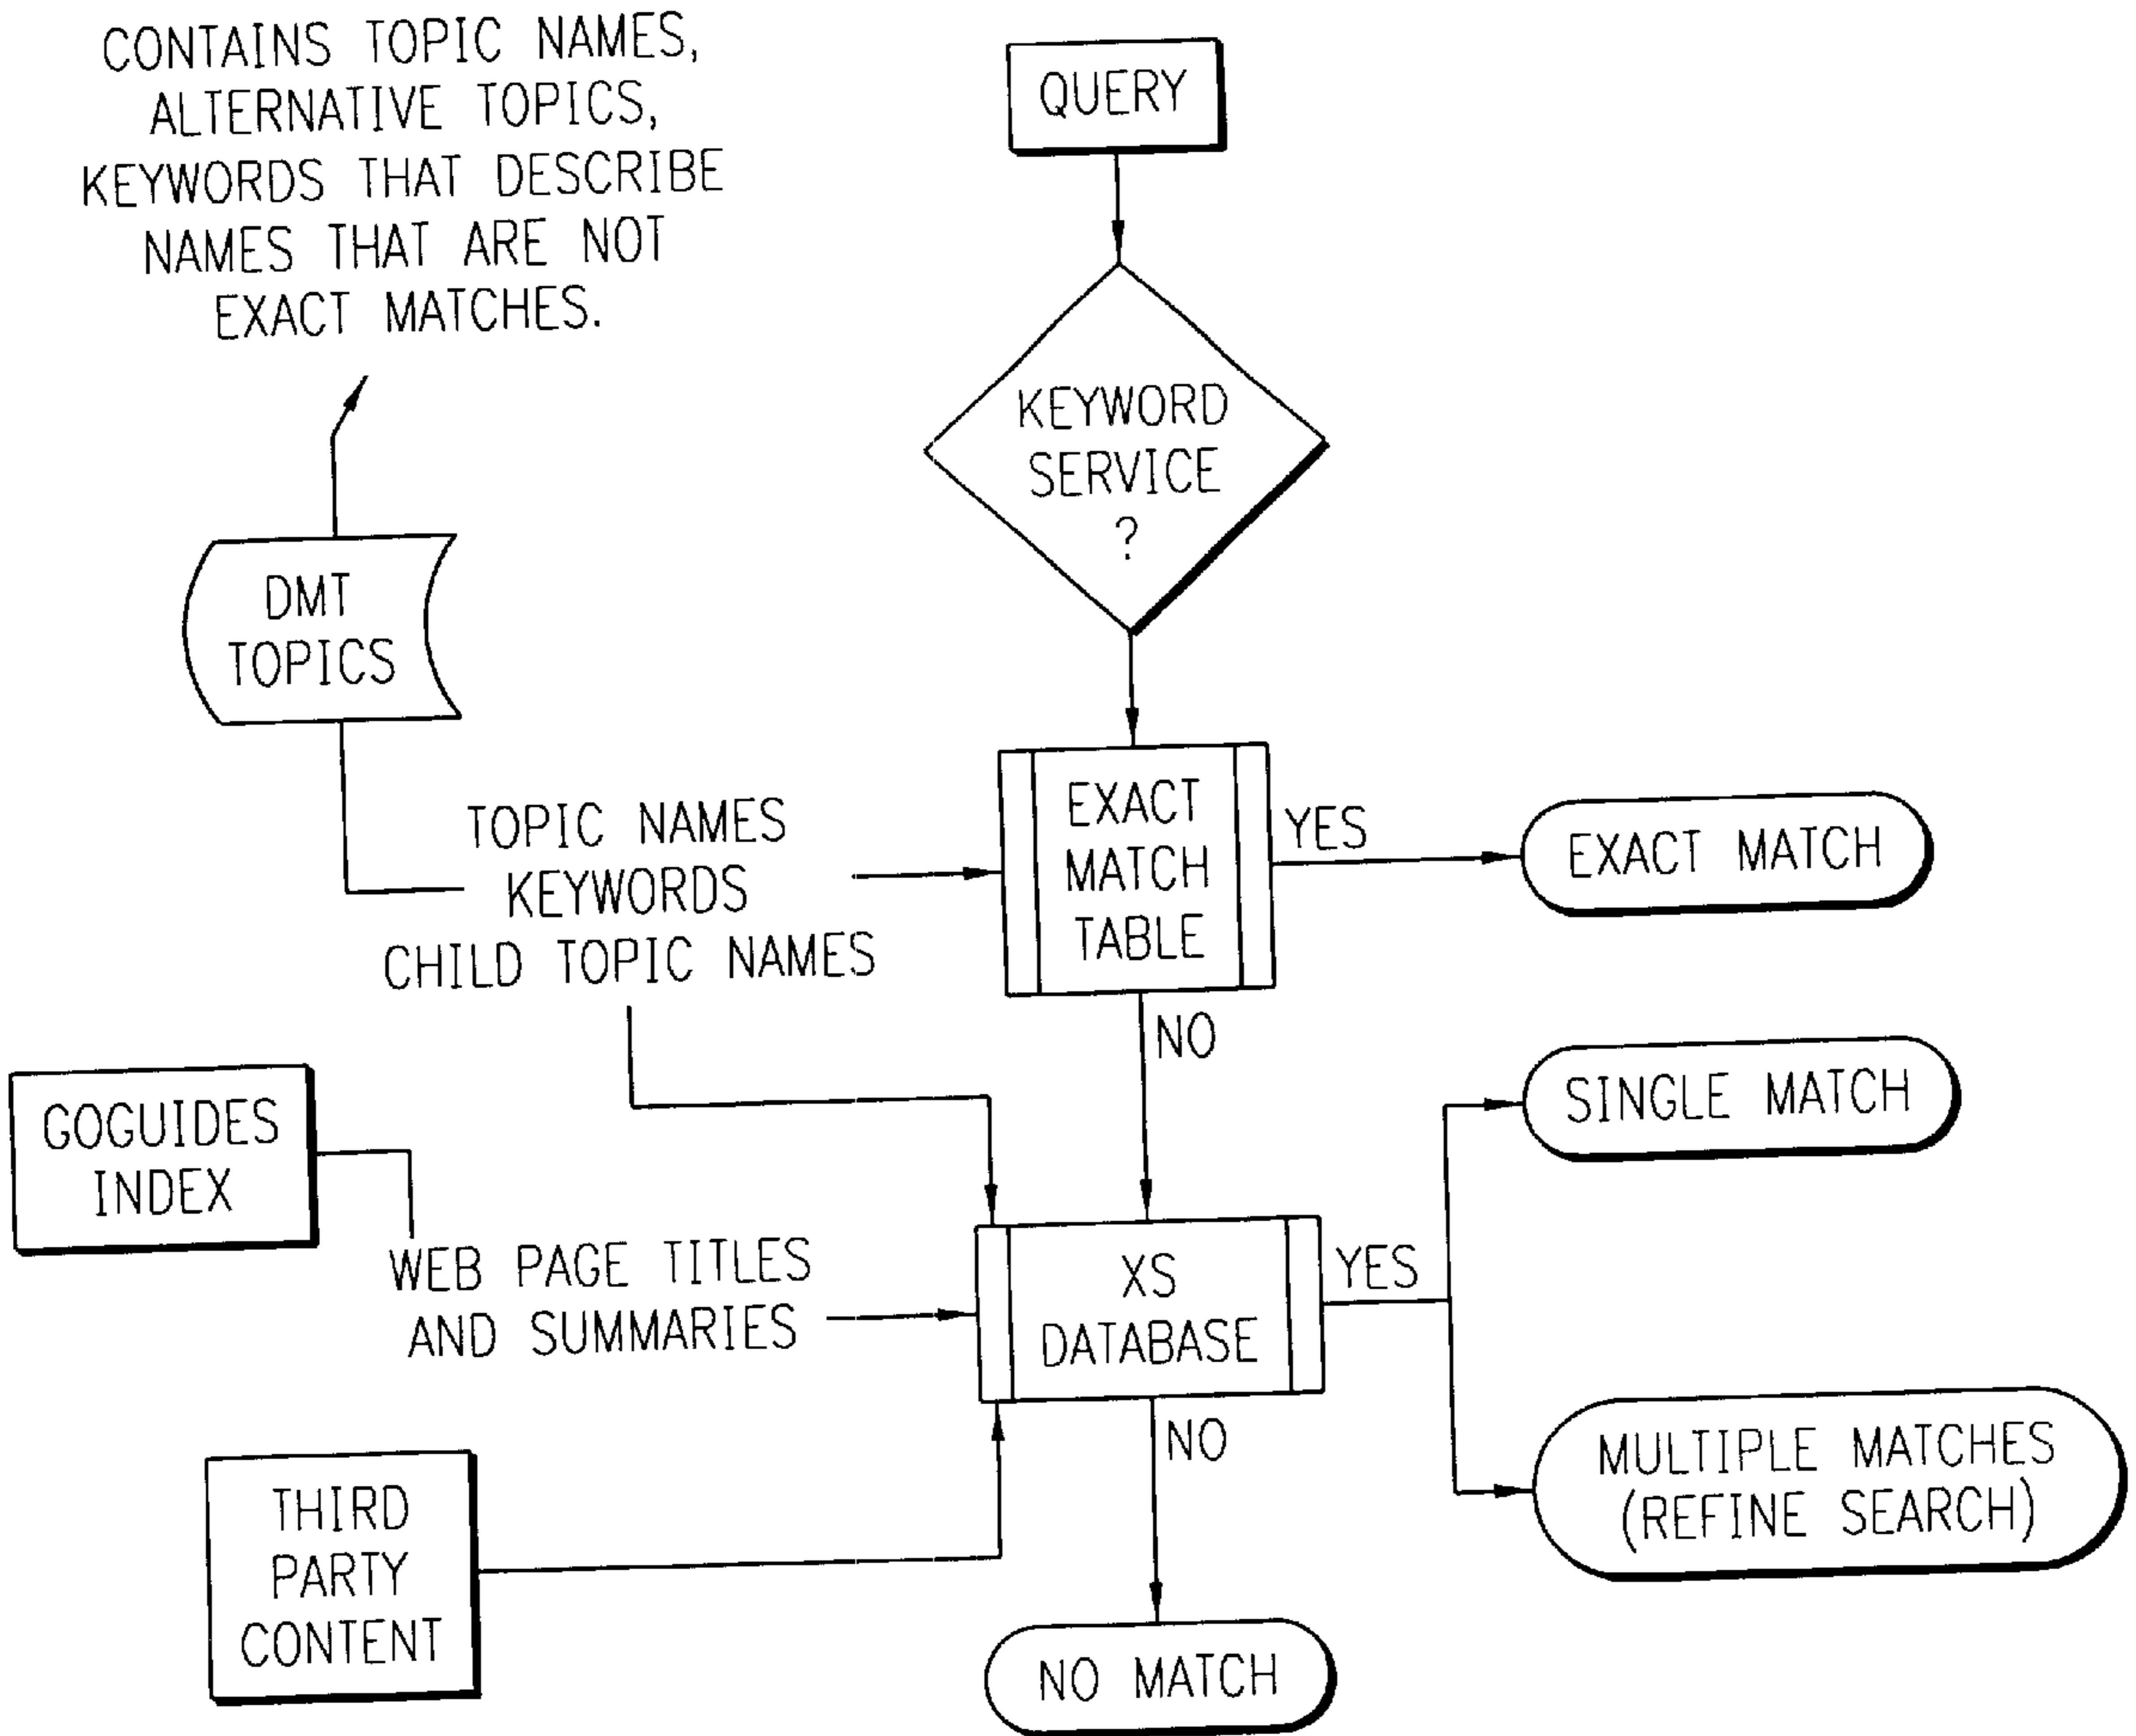 CONTAINS TOPIC NAMES,
ALTERNATIVE TOPICS,
KEYWORDS THAT DESCRIBE
NAMES THAT ARE NOT
EXACT MATCHES.
QUERY
KEYWORD
SERVICE
?
DMT
TOPICS
TOPIC NAMES
KEYWORDS
CHILD TOPIC NAMES
EXACT
MATCH
TABLE
YES
EXACT MATCH
NO
GOGUIDES
INDEX
WEB PAGE TITLES
AND SUMMARIES
XS
DATABASE
YES
SINGLE MATCH
MULTIPLE MATCHES
(REFINE SEARCH)
NO
THIRD
PARTY
CONTENT
NO MATCH